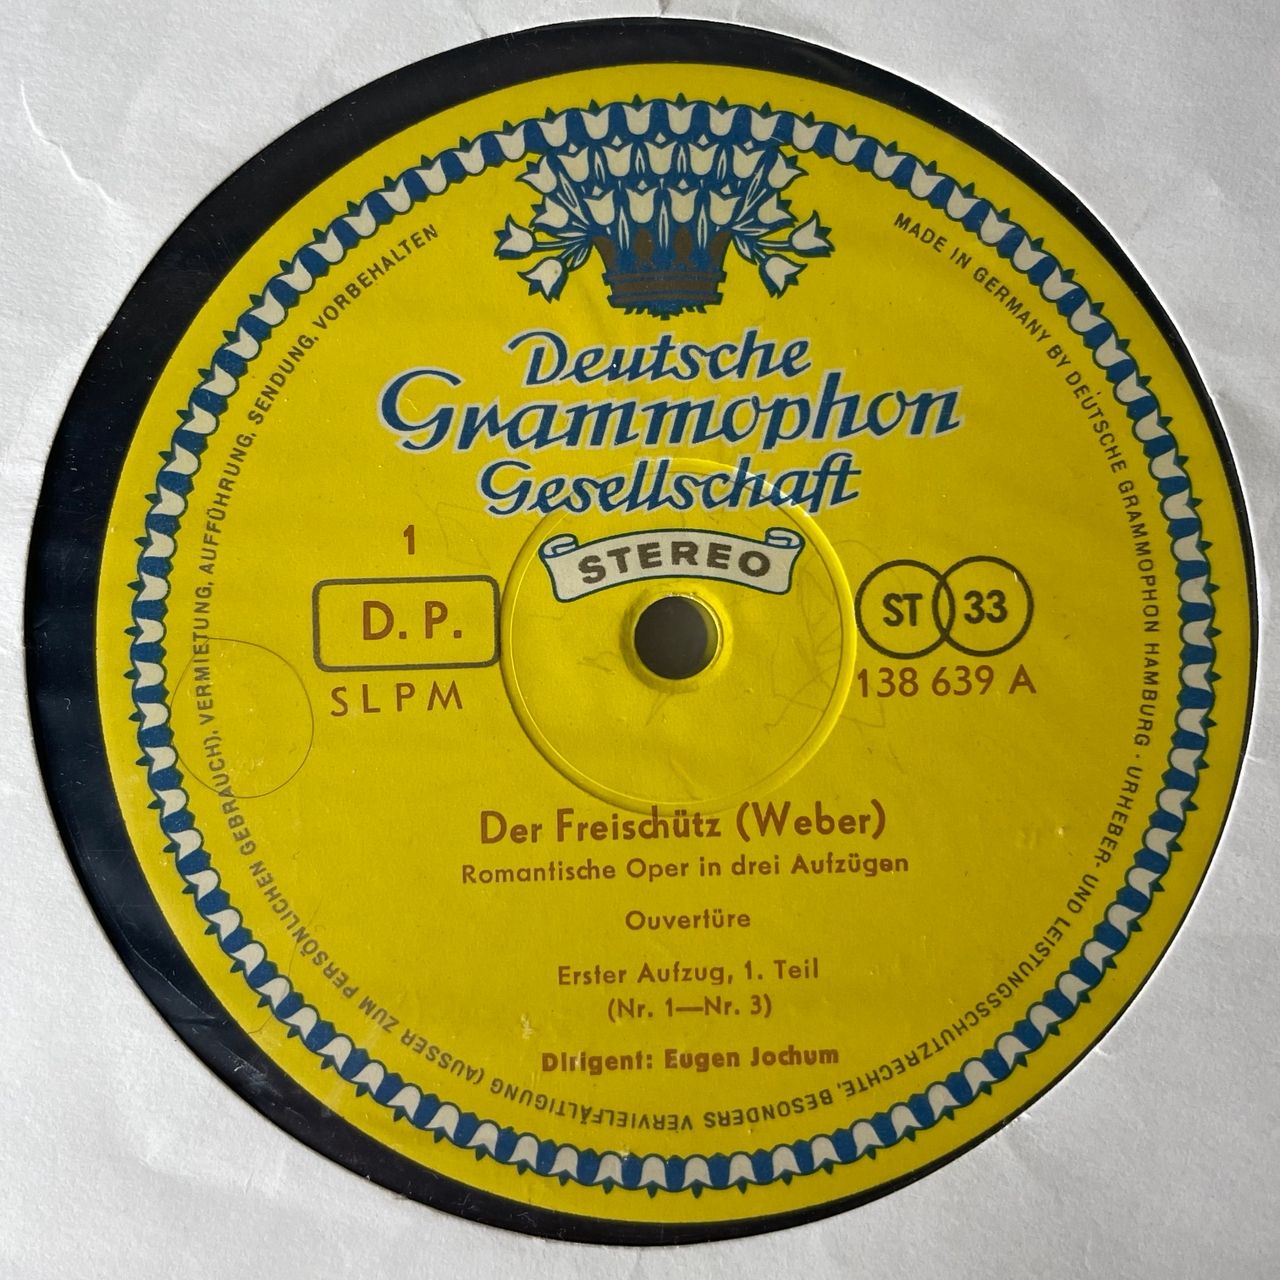 Deutsche
Grammophon
Gesellschaft
STEREO
1
D. P.
SLPM
ST 33
138 639 A
Der Freischütz (Weber)
Romantische Oper in drei Aufzügen
Ouvertüre
Erster Aufzug, 1. Teil
(Nr. 1—Nr. 3)
Dirigent: Eugen Jochum
MADE IN GERMANY BY DEUTSCHE GRAMMOPHON HAMBURG · URHEBER- UND LEISTUNGSSCHUTZRECHTE, BESONDERS VERVIELFÄLTIGUNG (AUSSER ZUM PERSÖNLICHEN GEBRAUCH), VERMIETUNG, AUFFÜHRUNG, SENDUNG, VORBEHALTEN